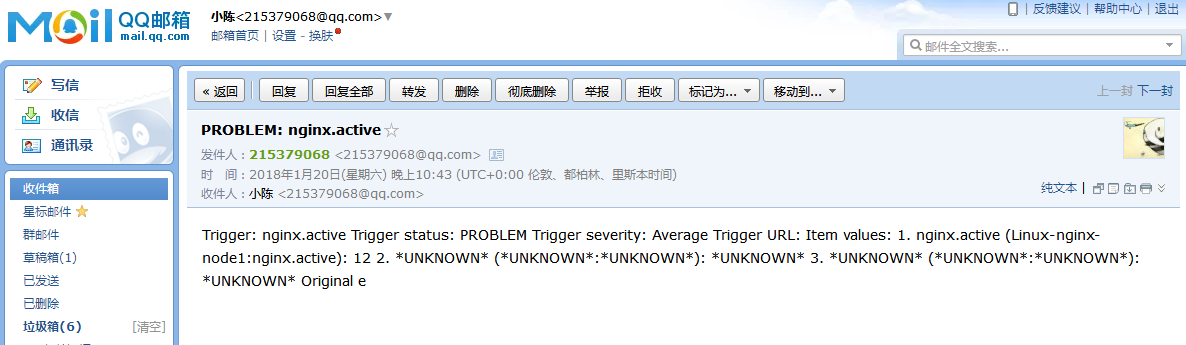 Mail QQ邮箱
mail.qq.com
小陈<215379068@qq.com>
邮箱首页 | 设置 - 换肤
| 反馈建议 | 帮助中心 | 退出
邮件全文搜索...
写信
收信
通讯录
收件箱
星标邮件
群邮件
草稿箱(1)
已发送
已删除
垃圾箱(6) [清空]
« 返回 回复 回复全部 转发 删除 彻底删除 举报 拒收 标记为... 移动到... 上一封 下一封
PROBLEM: nginx.active
发件人：215379068 <215379068@qq.com>
时 间：2018年1月20日(星期六) 晚上10:43 (UTC+0:00 伦敦、都柏林、里斯本时间)
收件人：小陈 <215379068@qq.com>
纯文本 |
Trigger: nginx.active Trigger status: PROBLEM Trigger severity: Average Trigger URL: Item values: 1. nginx.active (Linux-nginx-
node1:nginx.active): 12 2. *UNKNOWN* (*UNKNOWN*:*UNKNOWN*): *UNKNOWN* 3. *UNKNOWN* (*UNKNOWN*:*UNKNOWN*):
*UNKNOWN* Original e